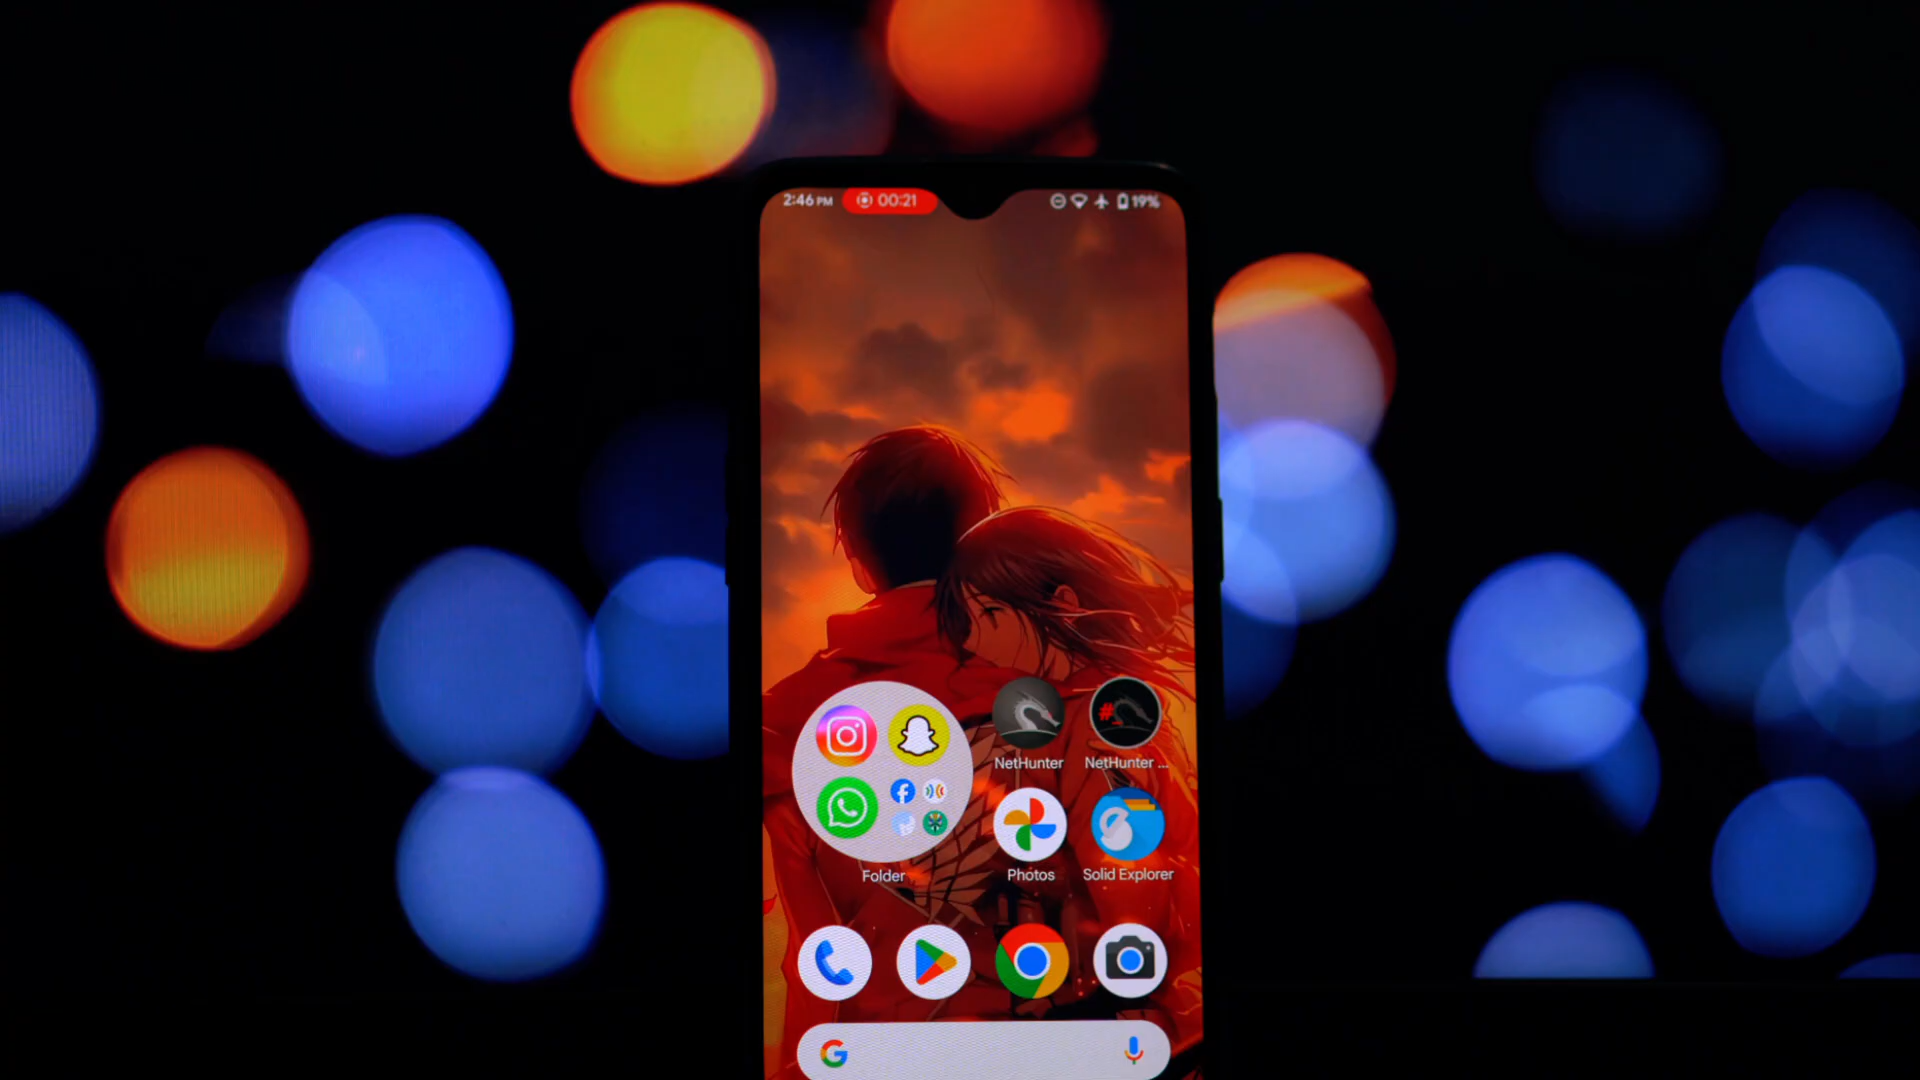 2:46 PM 00:21 19%
NetHunter NetHunter ...
Folder Photos Solid Explorer